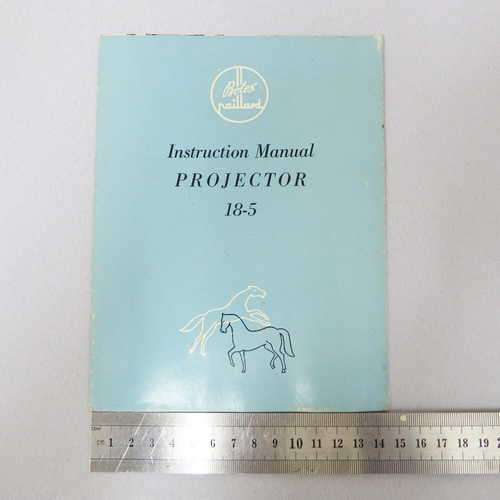 Bolex
paillard
Instruction Manual
PROJECTOR
18-5
cm 1 2 3 4 5 6 7 8 9 10 11 12 13 14 15 16 17 18 19